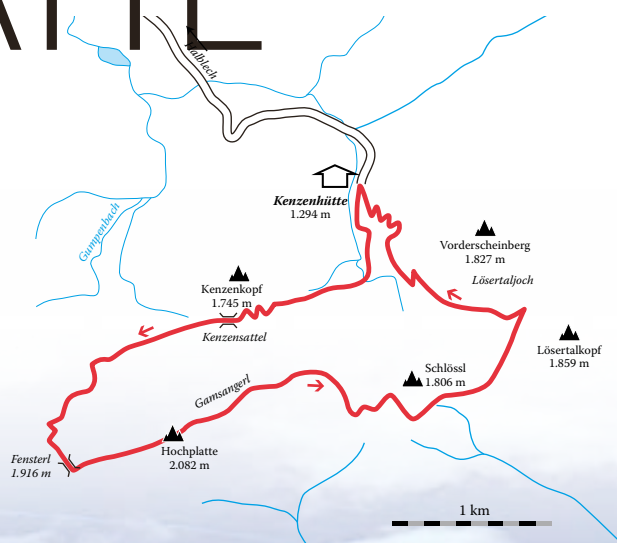 ATTE
Halblech
Kenzenhütte
1.294 m
Gumpenbach
Vorderscheinberg
1.827 m
Lösertaljoch
Kenzenkopf
1.745 m
Kenzensattel
Lösertalkopf
1.859 m
Schlössl
1.806 m
Gamsangerl
Hochplatte
2.082 m
Fensterl
1.916 m
1 km